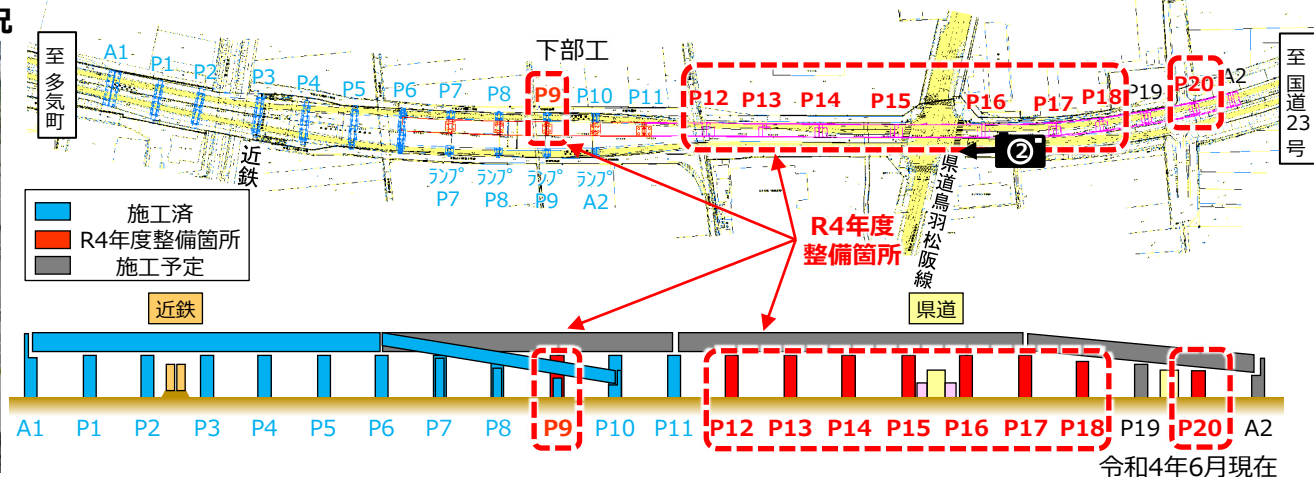 況
下部工
至 多気町
A1 P1 P2 P3 P4 P5 P6 P7 P8 P9 P10 P11 P12 P13 P14 P15 P16 P17 P18 P19 P20 A2
至 国道23号
近鉄
ﾗﾝﾌﾟ ﾗﾝﾌﾟ ﾗﾝﾌﾟ ﾗﾝﾌﾟ
P7 P8 P9 A2
②
県道鳥羽松阪線
施工済
R4年度整備箇所
施工予定
R4年度
整備箇所
近鉄
県道
A1 P1 P2 P3 P4 P5 P6 P7 P8 P9 P10 P11 P12 P13 P14 P15 P16 P17 P18 P19 P20 A2
令和4年6月現在